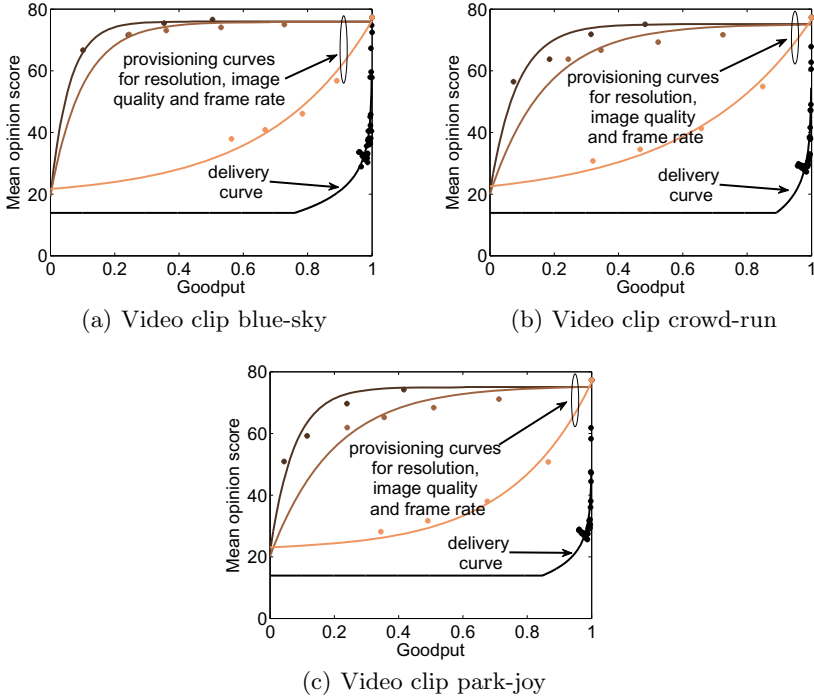 80
60
40
20
0
Mean opinion score
provisioning curves
for resolution, image
quality and frame rate
delivery
curve
0
0.2
0.4
0.6
0.8
1
Goodput
(a) Video clip blue-sky
80
60
40
20
0
Mean opinion score
provisioning curves
for resolution,
image quality
and frame rate
delivery
curve
0
0.2
0.4
0.6
0.8
1
Goodput
(b) Video clip crowd-run
80
60
40
20
0
Mean opinion score
provisioning curves
for resolution,
image quality
and frame rate
delivery
curve
0
0.2
0.4
0.6
0.8
1
Goodput
(c) Video clip park-joy